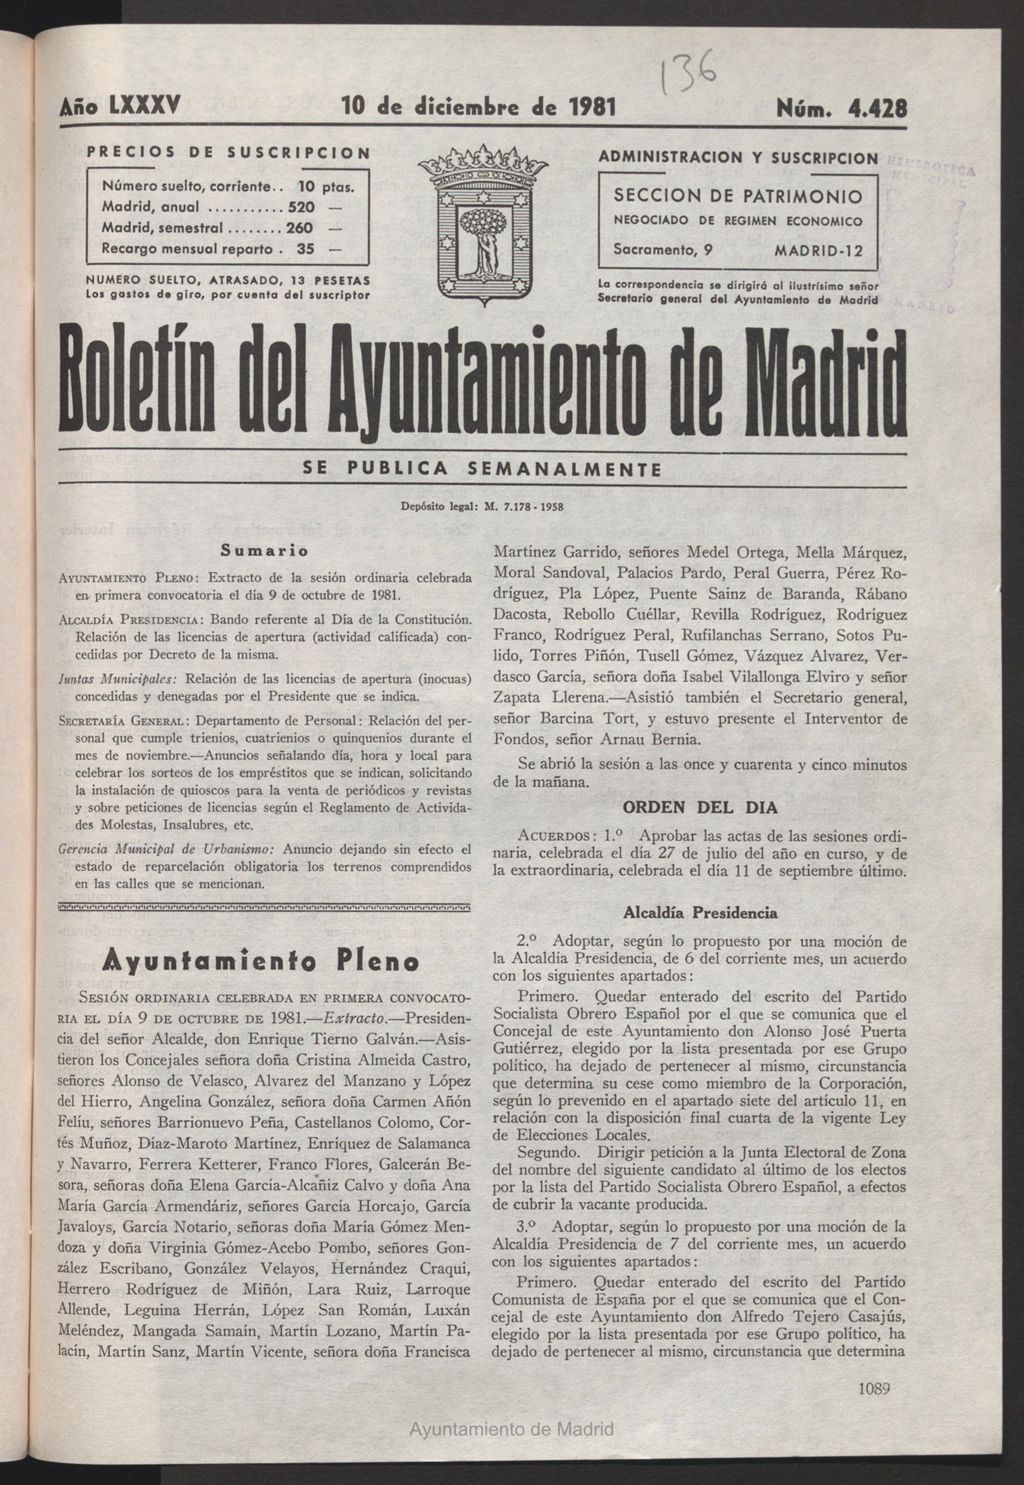 136
Año LXXXV 10 de diciembre de 1981 Núm. 4.428
PRECIOS DE SUSCRIPCION
Número suelto, corriente.. 10 ptas.
Madrid, anual ........... 520 —
Madrid, semestral ........ 260 —
Recargo mensual reparto . 35 —
NUMERO SUELTO, ATRASADO, 13 PESETAS
Los gastos de giro, por cuenta del suscriptor
ADMINISTRACION Y SUSCRIPCION
SECCION DE PATRIMONIO
NEGOCIADO DE REGIMEN ECONOMICO
Sacramento, 9 MADRID-12
La correspondencia se dirigirá al ilustrísimo señor
Secretario general del Ayuntamiento de Madrid
HEMEROTECA
MADRID
Boletín del Ayuntamiento de Madrid
SE PUBLICA SEMANALMENTE
Depósito legal: M. 7.178 - 1958
Sumario
AYUNTAMIENTO PLENO: Extracto de la sesión ordinaria celebrada
en primera convocatoria el día 9 de octubre de 1981.
ALCALDÍA PRESIDENCIA: Bando referente al Día de la Constitución.
Relación de las licencias de apertura (actividad calificada) con-
cedidas por Decreto de la misma.
Juntas Municipales: Relación de las licencias de apertura (inocuas)
concedidas y denegadas por el Presidente que se indica.
SECRETARÍA GENERAL: Departamento de Personal: Relación del per-
sonal que cumple trienios, cuatrienios o quinquenios durante el
mes de noviembre.—Anuncios señalando día, hora y local para
celebrar los sorteos de los empréstitos que se indican, solicitando
la instalación de quioscos para la venta de periódicos y revistas
y sobre peticiones de licencias según el Reglamento de Activida-
des Molestas, Insalubres, etc.
Gerencia Municipal de Urbanismo: Anuncio dejando sin efecto el
estado de reparcelación obligatoria los terrenos comprendidos
en las calles que se mencionan.
Ayuntamiento Pleno
SESIÓN ORDINARIA CELEBRADA EN PRIMERA CONVOCATO-
RIA EL DÍA 9 DE OCTUBRE DE 1981.—Extracto.—Presiden-
cia del señor Alcalde, don Enrique Tierno Galván.—Asis-
tieron los Concejales señora doña Cristina Almeida Castro,
señores Alonso de Velasco, Alvarez del Manzano y López
del Hierro, Angelina González, señora doña Carmen Añón
Felíu, señores Barrionuevo Peña, Castellanos Colomo, Cor-
tés Muñoz, Díaz-Maroto Martínez, Enríquez de Salamanca
y Navarro, Ferrera Ketterer, Franco Flores, Galcerán Be-
sora, señoras doña Elena García-Alcañiz Calvo y doña Ana
María García Armendáriz, señores García Horcajo, García
Javaloys, García Notario, señoras doña María Gómez Men-
doza y doña Virginia Gómez-Acebo Pombo, señores Gon-
zález Escribano, González Velayos, Hernández Craqui,
Herrero Rodríguez de Miñón, Lara Ruiz, Larroque
Allende, Leguina Herrán, López San Román, Luxán
Meléndez, Mangada Samaín, Martín Lozano, Martín Pa-
lacín, Martín Sanz, Martín Vicente, señora doña Francisca
Martínez Garrido, señores Medel Ortega, Mella Márquez,
Moral Sandoval, Palacios Pardo, Peral Guerra, Pérez Ro-
dríguez, Pla López, Puente Sainz de Baranda, Rábano
Dacosta, Rebollo Cuéllar, Revilla Rodríguez, Rodríguez
Franco, Rodríguez Peral, Rufilanchas Serrano, Sotos Pu-
lido, Torres Piñón, Tusell Gómez, Vázquez Alvarez, Ver-
dasco García, señora doña Isabel Vilallonga Elviro y señor
Zapata Llerena.—Asistió también el Secretario general,
señor Barcina Tort, y estuvo presente el Interventor de
Fondos, señor Arnau Bernia.
Se abrió la sesión a las once y cuarenta y cinco minutos
de la mañana.
ORDEN DEL DIA
ACUERDOS: 1.º Aprobar las actas de las sesiones ordi-
naria, celebrada el día 27 de julio del año en curso, y de
la extraordinaria, celebrada el día 11 de septiembre último.
Alcaldía Presidencia
2.º Adoptar, según lo propuesto por una moción de
la Alcaldía Presidencia, de 6 del corriente mes, un acuerdo
con los siguientes apartados:
Primero. Quedar enterado del escrito del Partido
Socialista Obrero Español por el que se comunica que el
Concejal de este Ayuntamiento don Alonso José Puerta
Gutiérrez, elegido por la lista presentada por ese Grupo
político, ha dejado de pertenecer al mismo, circunstancia
que determina su cese como miembro de la Corporación,
según lo prevenido en el apartado siete del artículo 11, en
relación con la disposición final cuarta de la vigente Ley
de Elecciones Locales.
Segundo. Dirigir petición a la Junta Electoral de Zona
del nombre del siguiente candidato al último de los electos
por la lista del Partido Socialista Obrero Español, a efectos
de cubrir la vacante producida.
3.º Adoptar, según lo propuesto por una moción de la
Alcaldía Presidencia de 7 del corriente mes, un acuerdo
con los siguientes apartados:
Primero. Quedar enterado del escrito del Partido
Comunista de España por el que se comunica que el Con-
cejal de este Ayuntamiento don Alfredo Tejero Casajús,
elegido por la lista presentada por ese Grupo político, ha
dejado de pertenecer al mismo, circunstancia que determina
1089
Ayuntamiento de Madrid